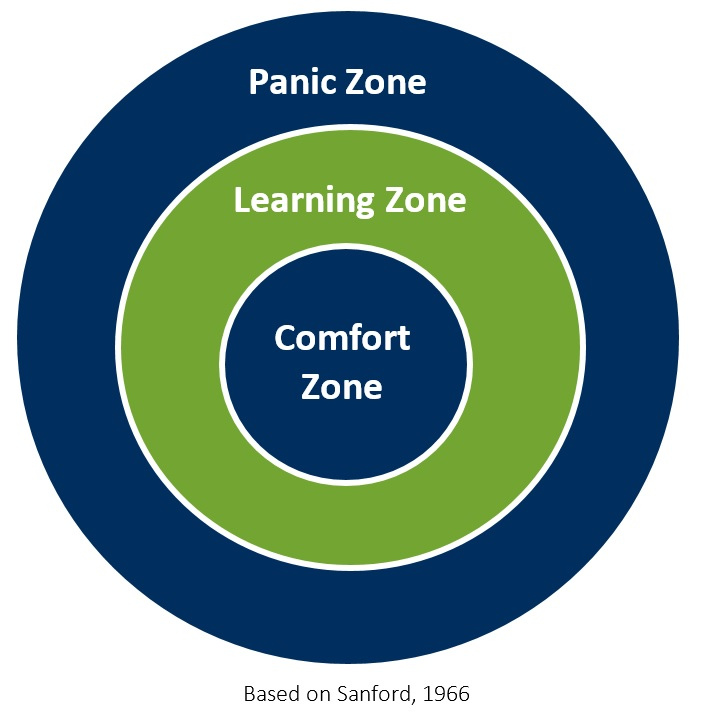 Panic Zone
Learning Zone
Comfort
Zone
Based on Sanford, 1966